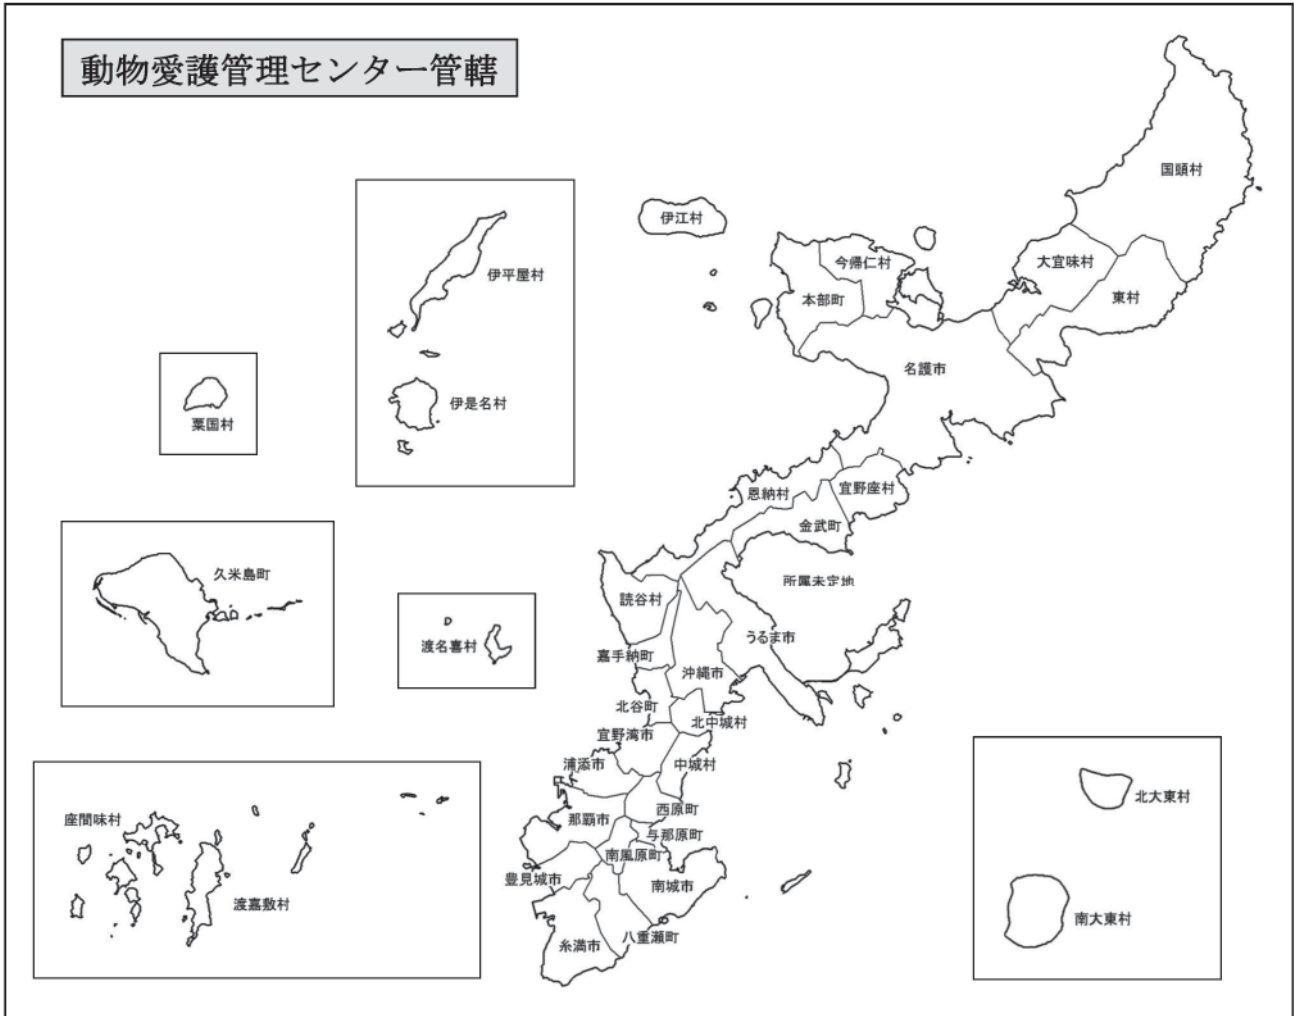 動物愛護管理センター管轄
国頭村
伊江村
大宜味村
今帰仁村
伊平屋村
東村
本部町
名護市
伊是名村
粟国村
宜野座村
恩納村
金武町
久米島町
所属未定地
読谷村
うるま市
渡名喜村
嘉手納町
沖縄市
北谷町
北中城村
宜野湾市
浦添市
中城村
北大東村
西原町
座間味村
那覇市
与那原町
南風原町
豊見城市
南城市
渡嘉敷村
南大東村
八重瀬町
糸満市